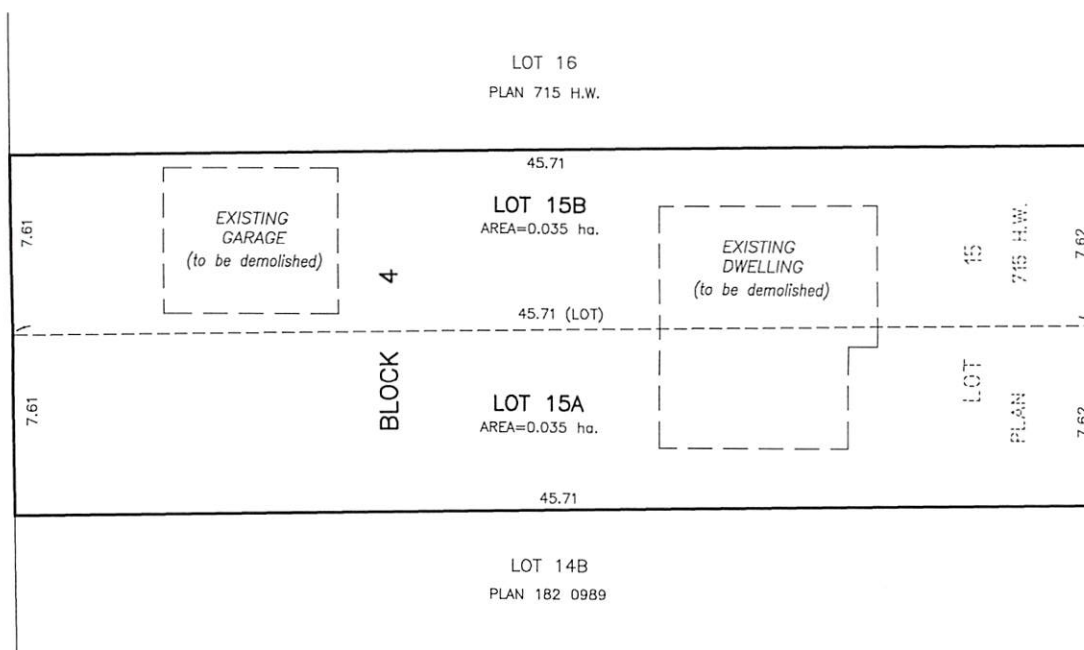 LOT 16
PLAN 715 H.W.
45.71
7.61
EXISTING
GARAGE
(to be demolished)
LOT 15B
AREA=0.035 ha.
EXISTING
DWELLING
(to be demolished)
7.62
45.71 (LOT)
BLOCK 4
LOT 15
PLAN 715 H.W.
7.61
LOT 15A
AREA=0.035 ha.
7.62
45.71
LOT 14B
PLAN 182 0989